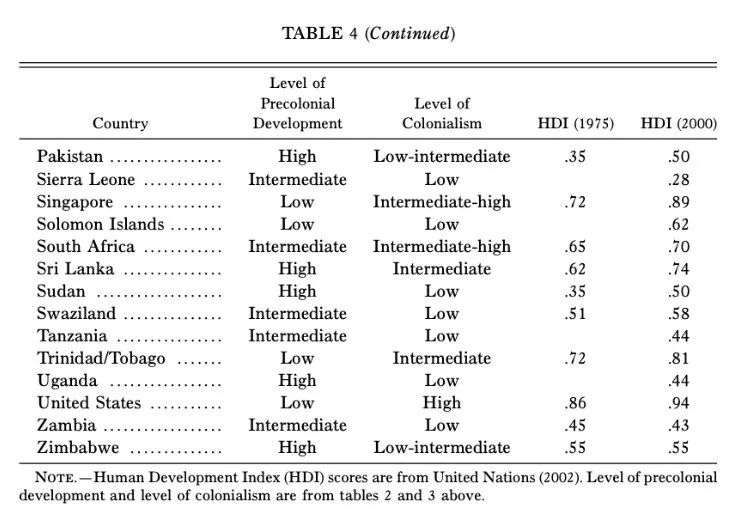 TABLE 4 (Continued)
Level of
Precolonial Level of
Country Development Colonialism HDI (1975) HDI (2000)
Pakistan ................. High Low-intermediate .35 .50
Sierra Leone ............ Intermediate Low .28
Singapore ............... Low Intermediate-high .72 .89
Solomon Islands ........ Low Low .62
South Africa ............ Intermediate Intermediate-high .65 .70
Sri Lanka ............... High Intermediate .62 .74
Sudan ................... High Low .35 .50
Swaziland ............... Intermediate Low .51 .58
Tanzania ................ Intermediate Low .44
Trinidad/Tobago ....... Low Intermediate .72 .81
Uganda ................. High Low .44
United States ........... Low High .86 .94
Zambia .................. Intermediate Low .45 .43
Zimbabwe .............. High Low-intermediate .55 .55
NOTE.—Human Development Index (HDI) scores are from United Nations (2002). Level of precolonial
development and level of colonialism are from tables 2 and 3 above.